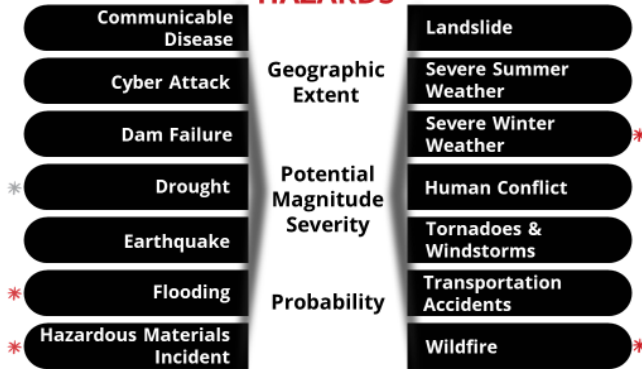 HAZARDS
Communicable
Disease
Cyber Attack
Dam Failure
Drought
Earthquake
Flooding
Hazardous Materials
Incident
Geographic
Extent
Potential
Magnitude
Severity
Probability
Landslide
Severe Summer
Weather
Severe Winter
Weather
Human Conflict
Tornadoes &
Windstorms
Transportation
Accidents
Wildfire